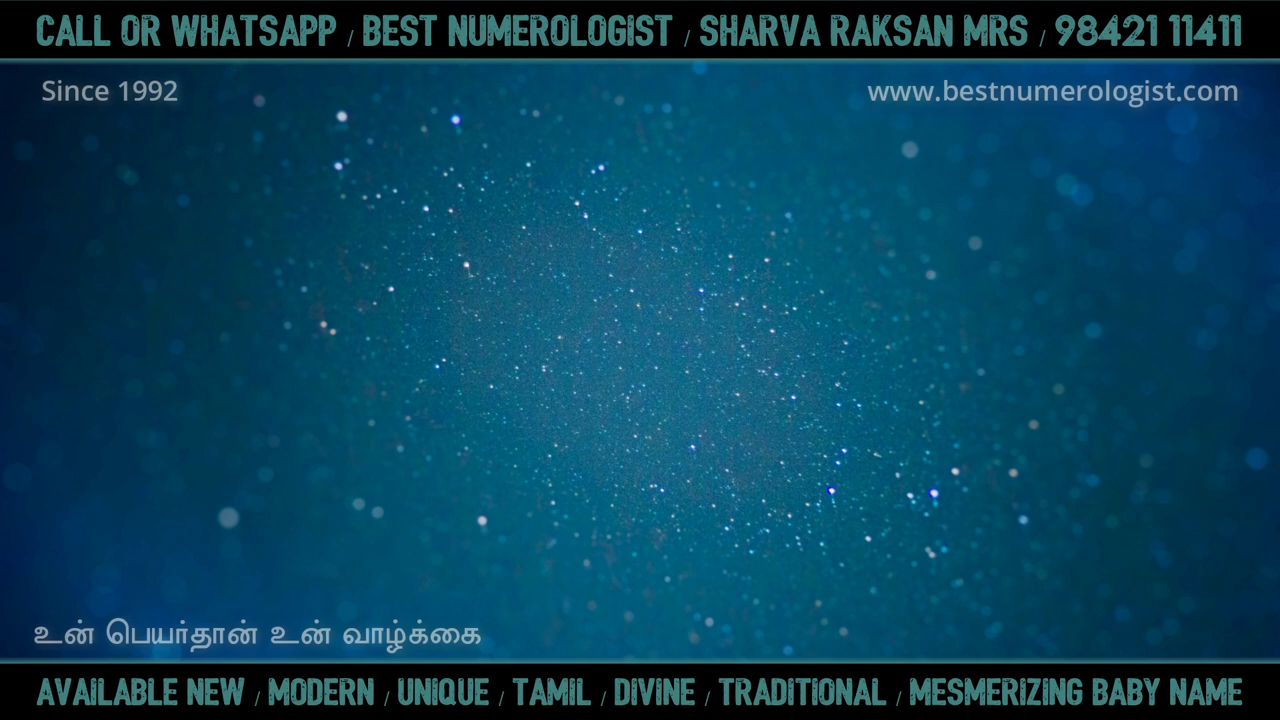 CALL OR WHATSAPP / BEST NUMEROLOGIST / SHARVA RAKSAN MRS / 98421 11411
Since 1992
www.bestnumerologist.com
உன் பெயர்தான் உன் வாழ்க்கை
AVAILABLE NEW / MODERN / UNIQUE / TAMIL / DIVINE / TRADITIONAL / MESMERIZING BABY NAME